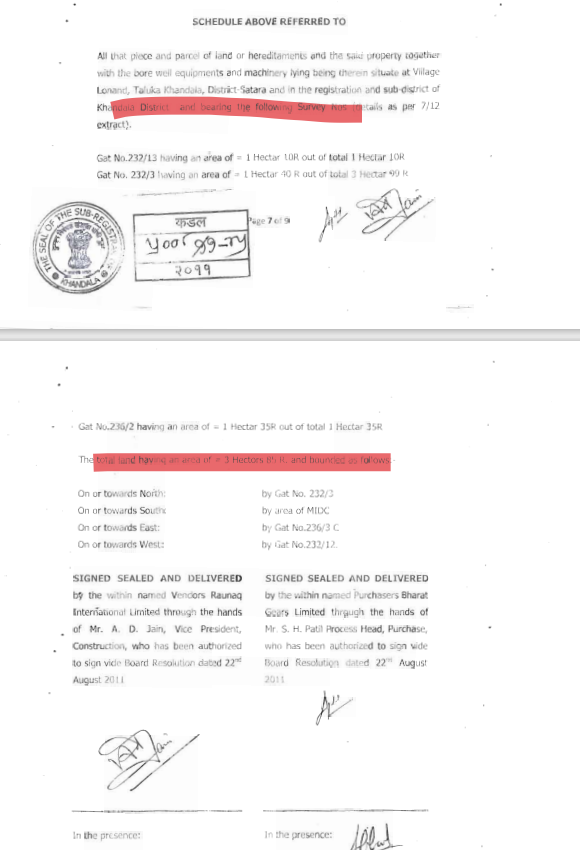 SCHEDULE ABOVE REFERRED TO
All that piece and parcel of land or hereditaments and the said property together
with the bore well equipments and machinery lying being therein situate at Village
Lonand, Taluka Khandala, District-Satara and in the registration and sub-district of
Khandala District and bearing the following Survey Nos (details as per 7/12
extract).
Gat No.232/13 having an area of = 1 Hectar 10R out of total 1 Hectar 10R
Gat No. 232/3 having an area of = 1 Hectar 40 R out of total 3 Hectar 99 R
THE SEAL OF THE SUB-REGISTRAR
KHANDALA
कडल
Page 7 of 9
२०११
Gat No.236/2 having an area of = 1 Hectar 35R out of total 1 Hectar 35R
The total land having an area of = 3 Hectors 85 R. and bounded as follows
On or towards North: by Gat No. 232/3
On or towards South: by area of MIDC
On or towards East: by Gat No.236/3 C
On or towards West: by Gat No.232/12.
SIGNED SEALED AND DELIVERED
by the within named Vendors Raunaq
International Limited through the hands
of Mr. A. D. Jain, Vice President,
Construction, who has been authorized
to sign vide Board Resolution dated 22nd
August 2011
SIGNED SEALED AND DELIVERED
by the within named Purchasers Bharat
Gears Limited through the hands of
Mr. S. H. Patil Process Head, Purchase,
who has been authorized to sign vide
Board Resolution dated 22nd August
2011
In the presence:
In the presence: